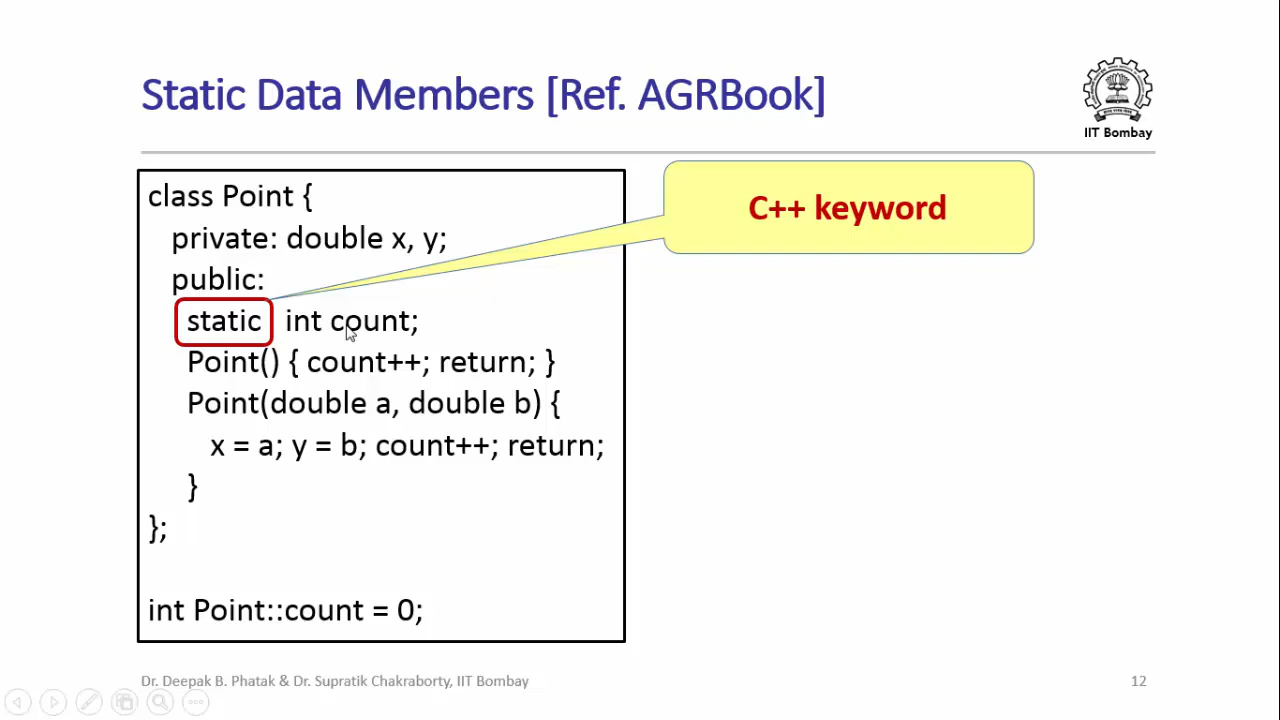 Static Data Members [Ref. AGRBook]
IIT Bombay
class Point {
private: double x, y;
public:
static int count;
Point() { count++; return; }
Point(double a, double b) {
x = a; y = b; count++; return;
}
};
int Point::count = 0;
C++ keyword
Dr. Deepak B. Phatak & Dr. Supratik Chakraborty, IIT Bombay
12